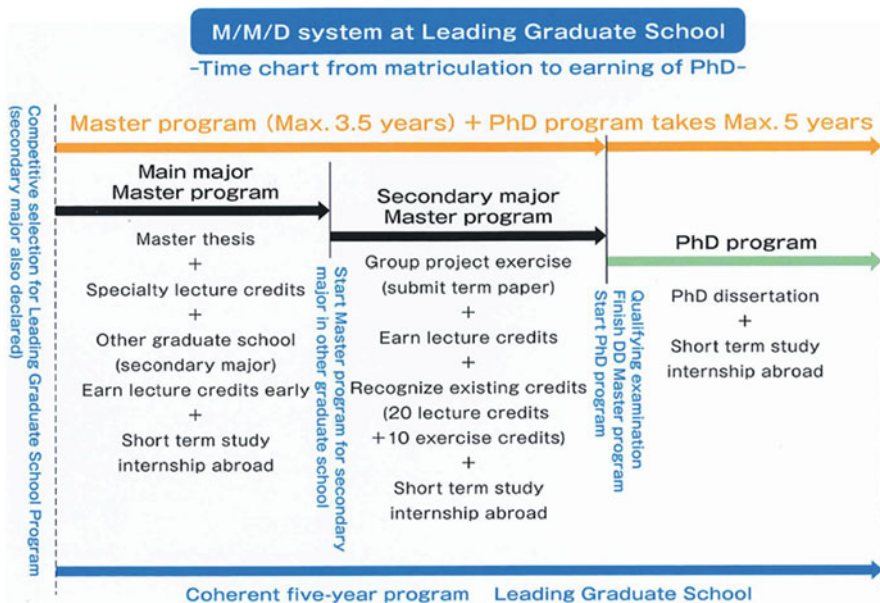 M/M/D system at Leading Graduate School
-Time chart from matriculation to earning of PhD-
Competitive selection for Leading Graduate School Program
(secondary major also declared)
Master program (Max. 3.5 years) + PhD program takes Max. 5 years
Main major
Master program
Master thesis
+
Specialty lecture credits
+
Other graduate school
(secondary major)
Earn lecture credits early
+
Short term study
internship abroad
Start Master program for secondary
major in other graduate school
Secondary major
Master program
Group project exercise
(submit term paper)
+
Earn lecture credits
+
Recognize existing credits
(20 lecture credits
+10 exercise credits)
+
Short term study
internship abroad
Qualifying examination
Finish DD Master program
Start PhD program
PhD program
PhD dissertation
+
Short term study
internship abroad
Coherent five-year program Leading Graduate School